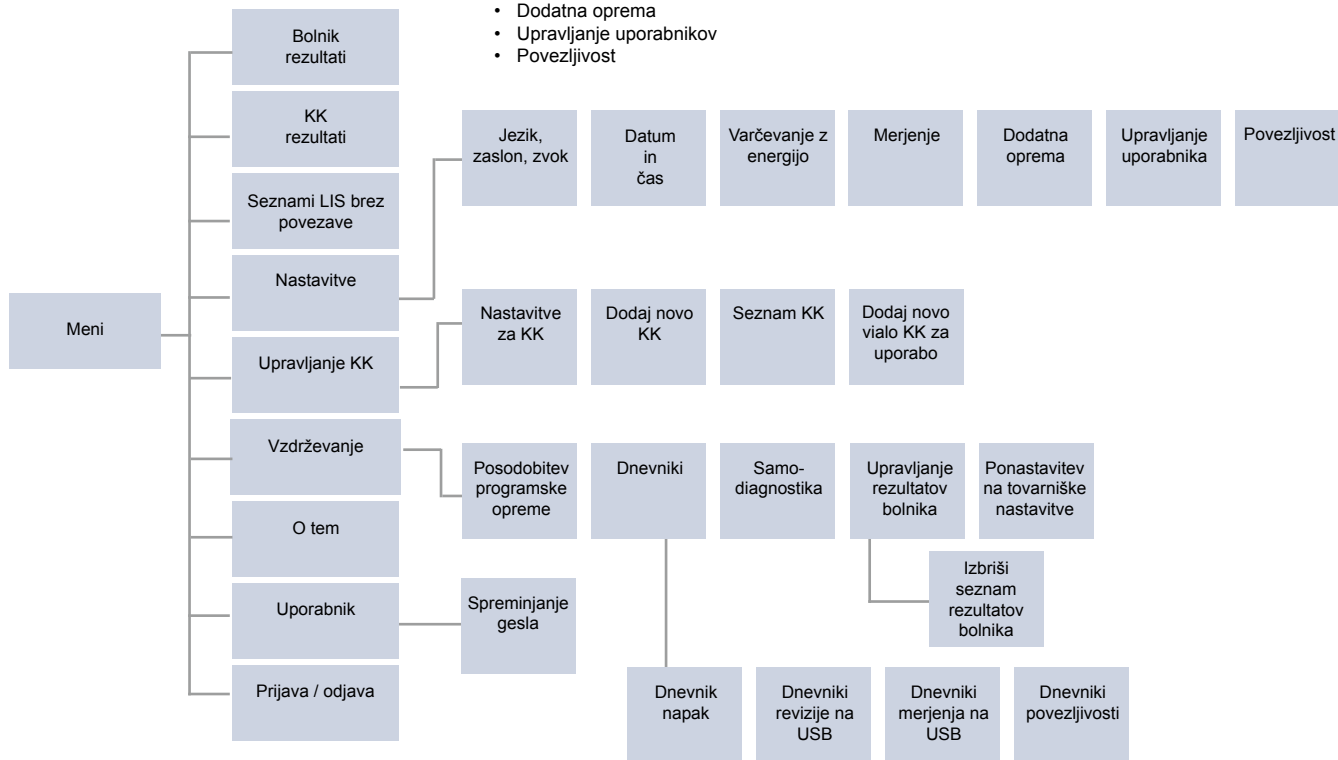 • Dodatna oprema
• Upravljanje uporabnikov
• Povezljivost
Bolnik
rezultati
KK
rezultati
Jezik,
zaslon, zvok
Datum
in
čas
Varčevanje z
energijo
Merjenje
Dodatna
oprema
Upravljanje
uporabnika
Povezljivost
Seznami LIS brez
povezave
Nastavitve
Meni
Nastavitve
za KK
Dodaj novo
KK
Seznam KK
Dodaj novo
vialo KK za
uporabo
Upravljanje KK
Vzdrževanje
Posodobitev
programske
opreme
Dnevniki
Samo-
diagnostika
Upravljanje
rezultatov
bolnika
Ponastavitev
na tovarniške
nastavitve
O tem
Izbriši
seznam
rezultatov
bolnika
Uporabnik
Spreminjanje
gesla
Prijava / odjava
Dnevnik
napak
Dnevniki
revizije na
USB
Dnevniki
merjenja na
USB
Dnevniki
povezljivosti